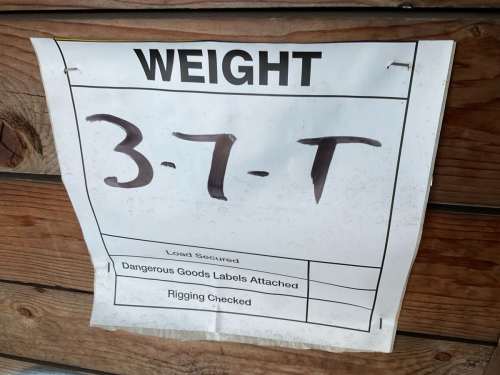 WEIGHT
3-7-T
Load Secured
Dangerous Goods Labels Attached
Rigging Checked